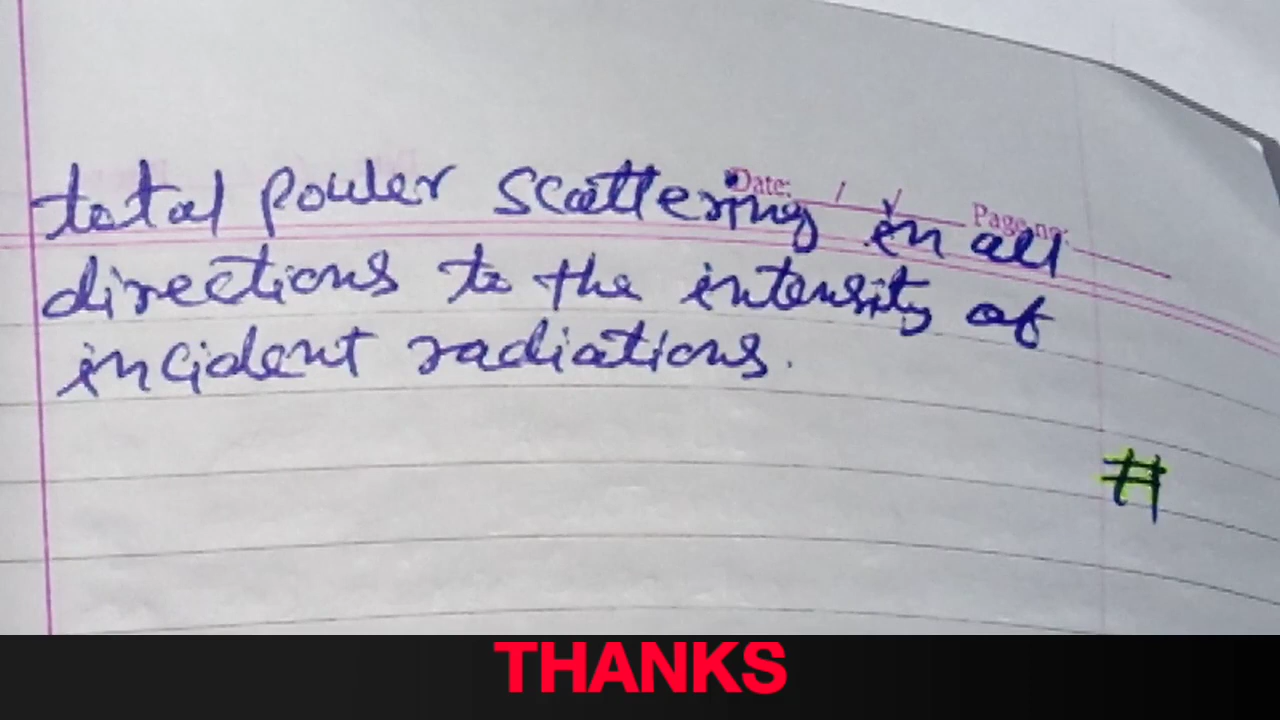 Date: / /
Page no:
total power scattering in all
directions to the intensity of
incident radiations.
#
THANKS